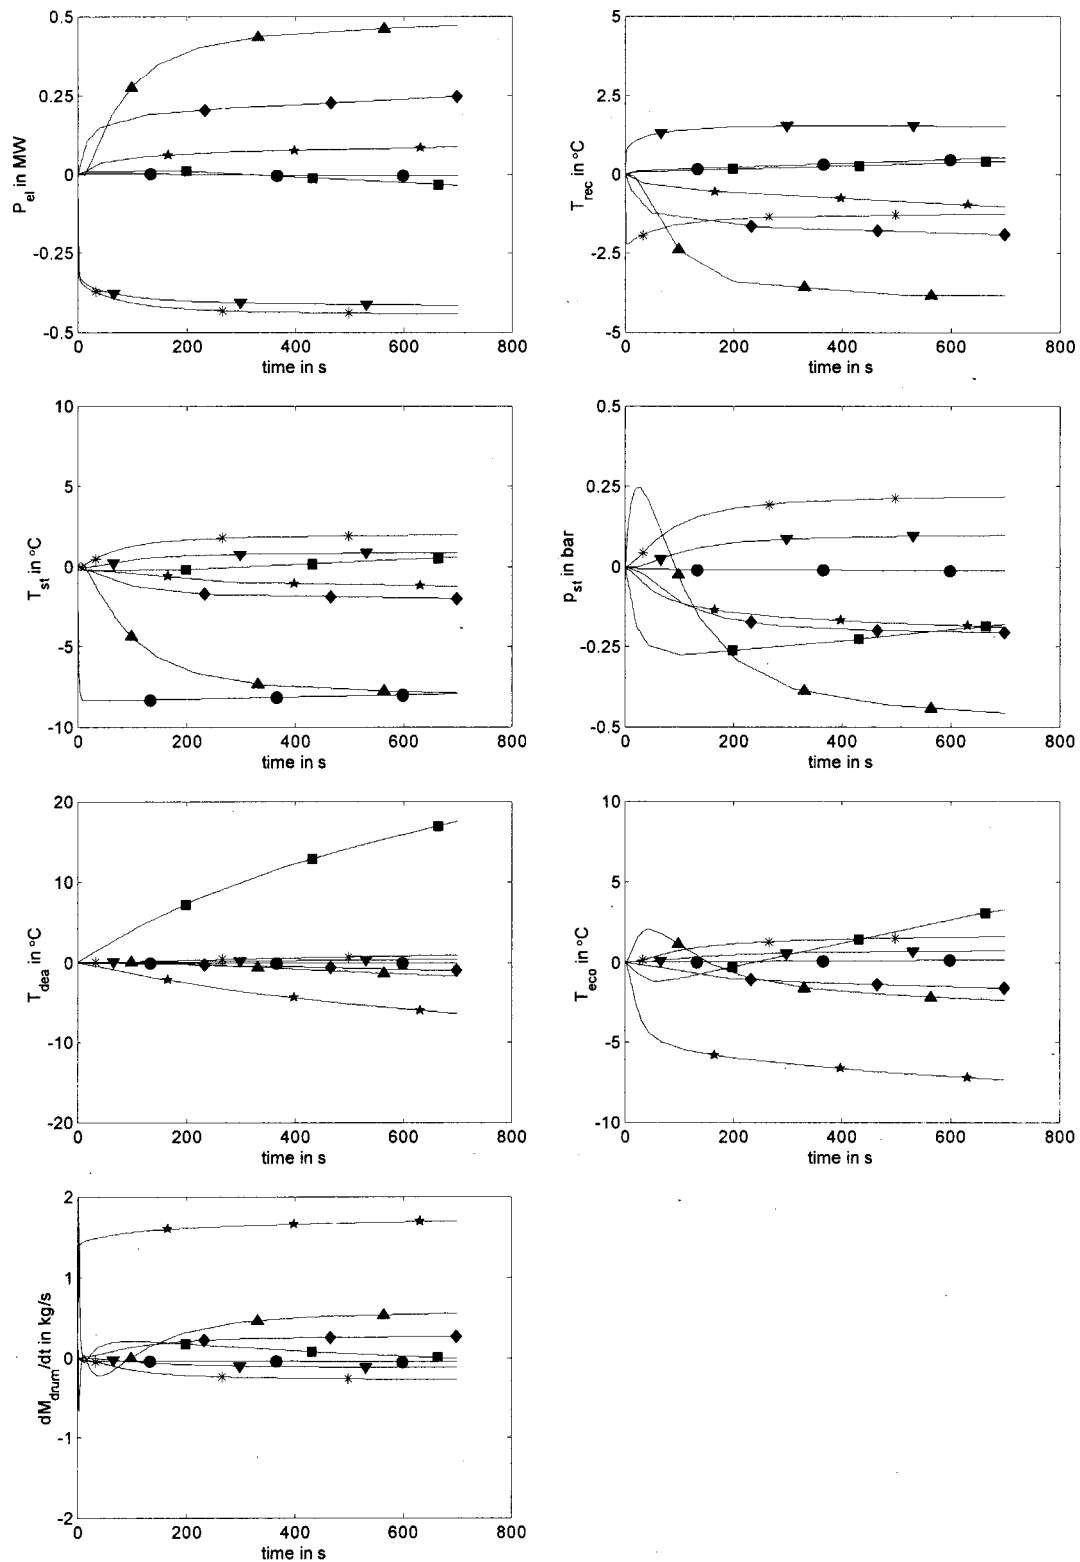 0.5
0.25
0
-0.25
-0.5
P_el in MW
0 200 400 600 800
time in s
5
2.5
0
-2.5
-5
T_rec in °C
0 200 400 600 800
time in s
10
5
0
-5
-10
T_st in °C
0 200 400 600 800
time in s
0.5
0.25
0
-0.25
-0.5
p_st in bar
0 200 400 600 800
time in s
20
10
0
-10
-20
T_dea in °C
0 200 400 600 800
time in s
10
5
0
-5
-10
T_eco in °C
0 200 400 600 800
time in s
2
1
0
-1
-2
dM_drum/dt in kg/s
0 200 400 600 800
time in s